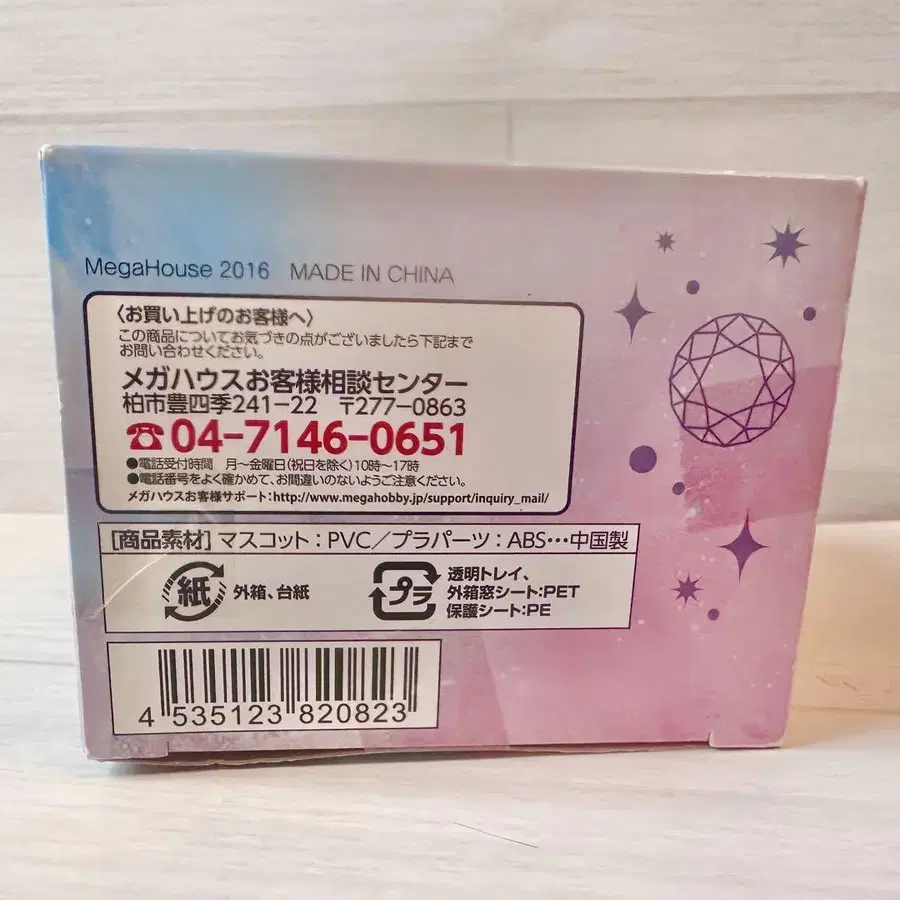 MegaHouse 2016 MADE IN CHINA
〈お買い上げのお客様へ〉
この商品についてお気づきの点がございましたら下記まで
お問い合わせください。
メガハウスお客様相談センター
柏市豊四季241-22 〒277-0863
☎04-7146-0651
●電話受付時間 月〜金曜日(祝日を除く)10時〜17時
●電話番号をよく確かめて、お間違いのないようご注意ください。
メガハウスお客様サポート:http://www.megahobby.jp/support/inquiry_mail/
[商品素材] マスコット:PVC/プラパーツ:ABS…中国製
紙 外箱、台紙
プラ 透明トレイ、
外箱窓シート:PET
保護シート:PE
4 535123 820823